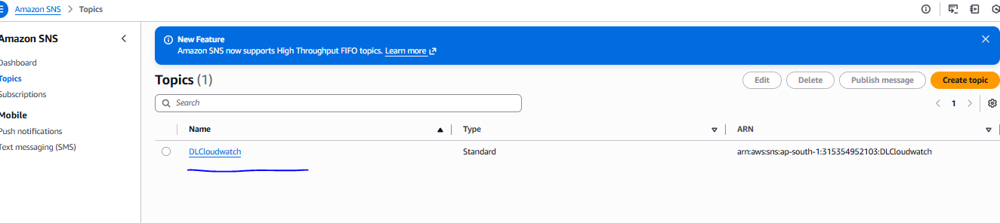 Amazon SNS > Topics
Amazon SNS
Dashboard
Topics
Subscriptions
Mobile
Push notifications
Text messaging (SMS)
New Feature
Amazon SNS now supports High Throughput FIFO topics. Learn more
Topics (1)
Edit
Delete
Publish message
Create topic
Search
1
Name
Type
ARN
DLCloudwatch
Standard
arn:aws:sns:ap-south-1:315354952103:DLCloudwatch